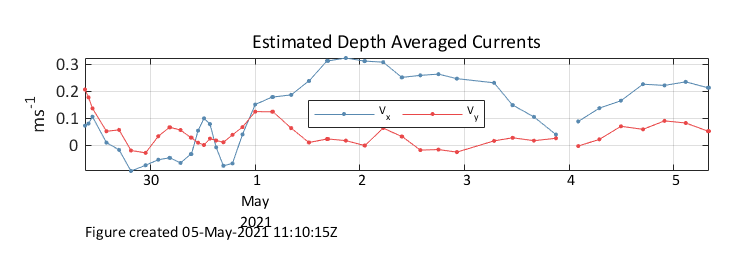 Estimated Depth Averaged Currents
ms⁻¹
0.3
0.2
0.1
0
Vₓ Vᵧ
30 1 2 3 4 5
May
2021
Figure created 05-May-2021 11:10:15Z